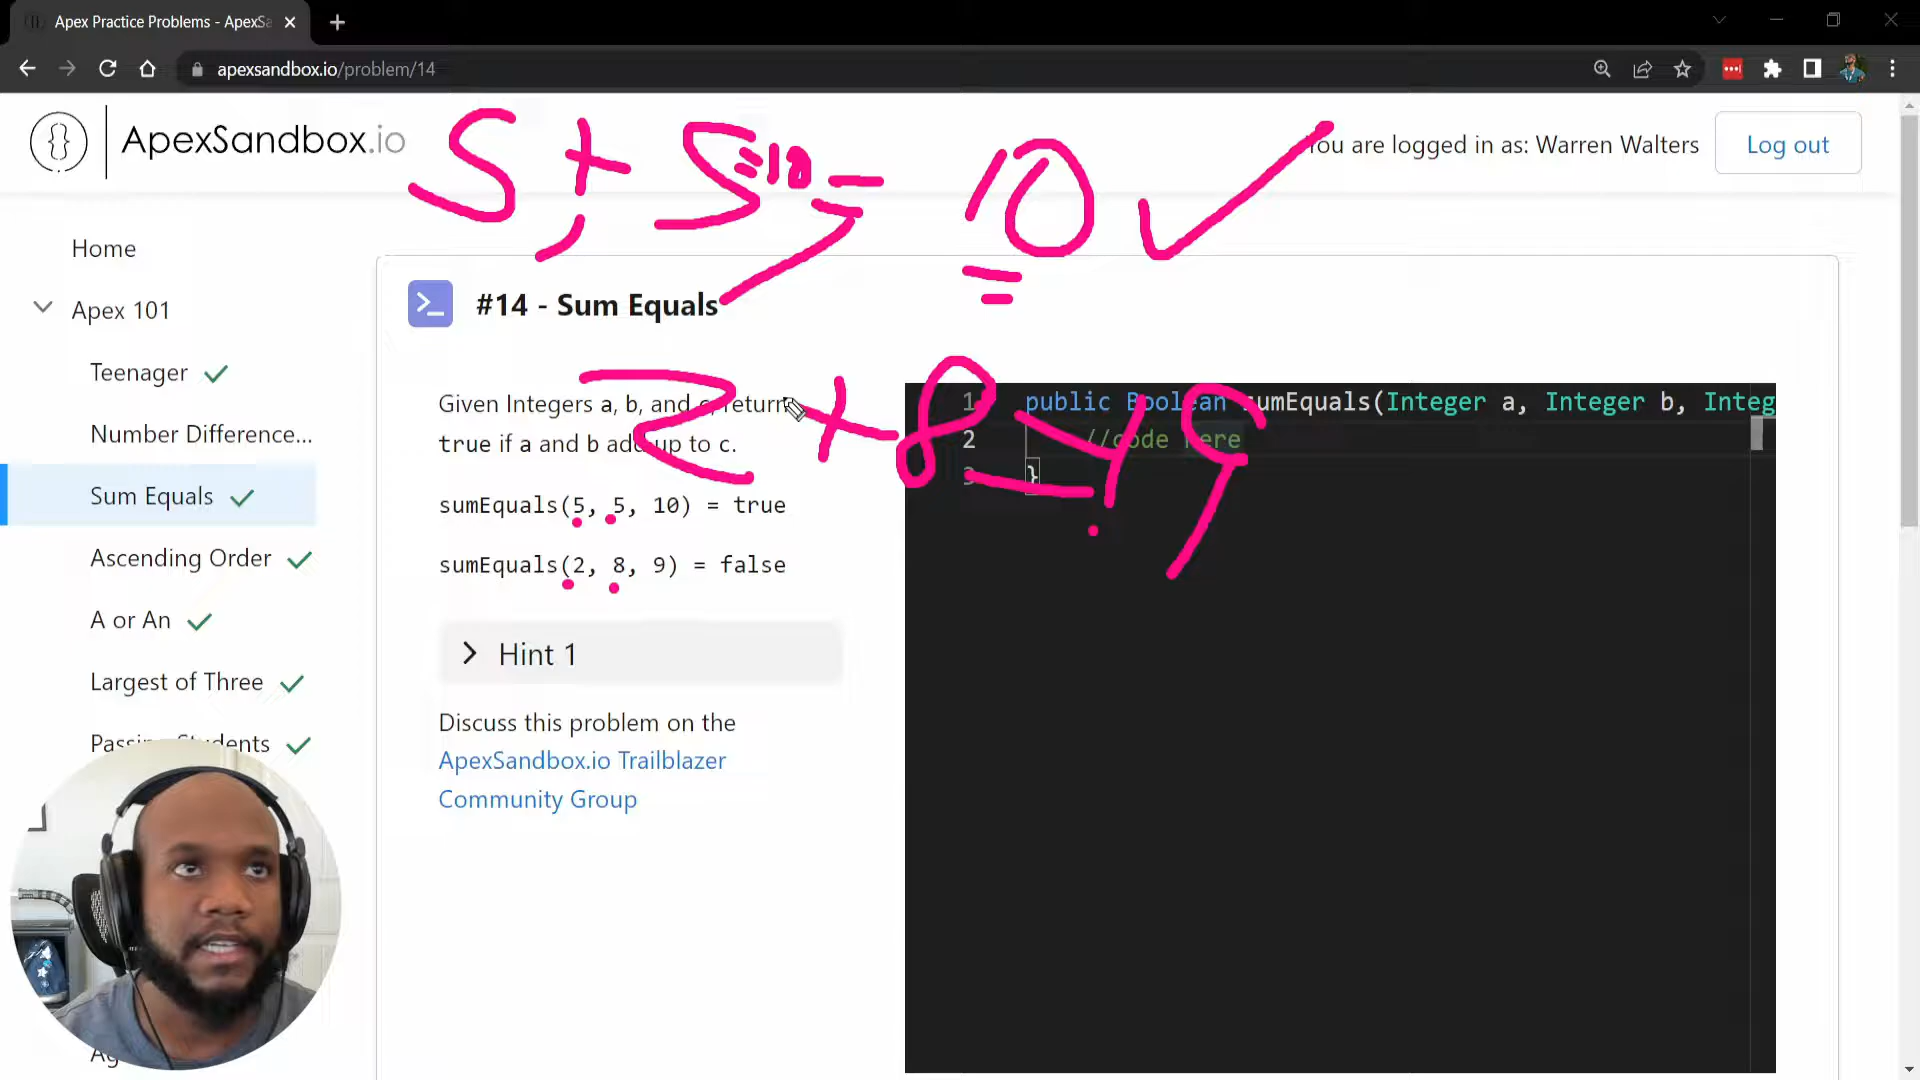 Apex Practice Problems - ApexSa
apexsandbox.io/problem/14
ApexSandbox.io
You are logged in as: Warren Walters
Log out
5 + 5 = 10
= 10
Home
Apex 101
Teenager
Number Difference...
Sum Equals
Ascending Order
A or An
Largest of Three
Passing Students
#14 - Sum Equals
2 + 8
9
Given Integers a, b, and c, return
true if a and b add up to c.
sumEquals(5, 5, 10) = true
sumEquals(2, 8, 9) = false
Hint 1
Discuss this problem on the
ApexSandbox.io Trailblazer
Community Group
1 public Boolean sumEquals(Integer a, Integer b, Integ
2 //code here
3 }